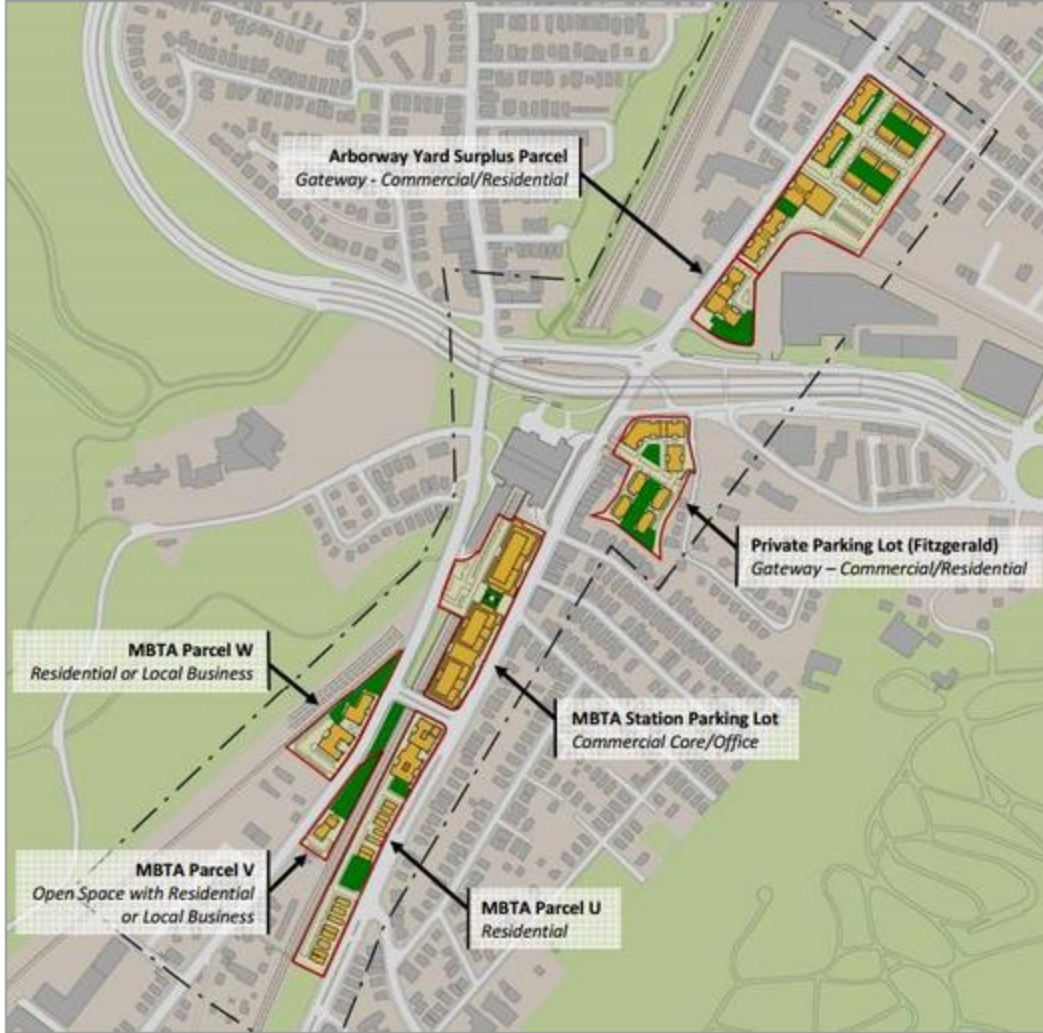 Arborway Yard Surplus Parcel
Gateway - Commercial/Residential
Private Parking Lot (Fitzgerald)
Gateway – Commercial/Residential
MBTA Parcel W
Residential or Local Business
MBTA Station Parking Lot
Commercial Core/Office
MBTA Parcel V
Open Space with Residential
or Local Business
MBTA Parcel U
Residential